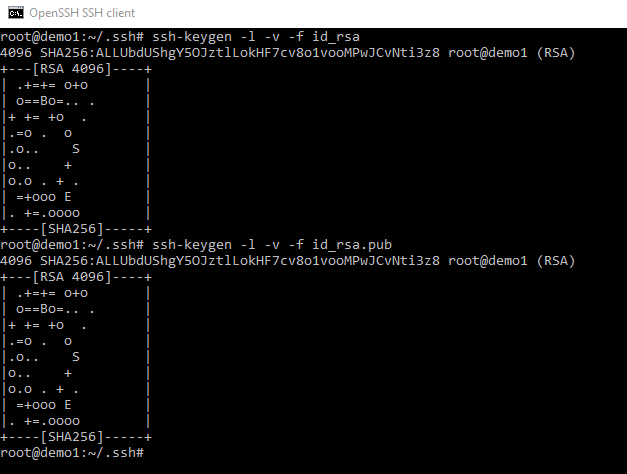 OpenSSH SSH client
root@demo1:~/.ssh# ssh-keygen -l -v -f id_rsa
4096 SHA256:ALLUbdUShgY5OJztlLokHF7cv8o1vooMPwJCvNti3z8 root@demo1 (RSA)
+---[RSA 4096]----+
| .+=+= o+o       |
| o==Bo=.. .      |
|+ += +o  .       |
|.=o .  o         |
|.o..    S        |
|o..    +         |
|o.o . + .        |
| =+ooo E         |
|. +=.oooo        |
+----[SHA256]-----+
root@demo1:~/.ssh# ssh-keygen -l -v -f id_rsa.pub
4096 SHA256:ALLUbdUShgY5OJztlLokHF7cv8o1vooMPwJCvNti3z8 root@demo1 (RSA)
+---[RSA 4096]----+
| .+=+= o+o       |
| o==Bo=.. .      |
|+ += +o  .       |
|.=o .  o         |
|.o..    S        |
|o..    +         |
|o.o . + .        |
| =+ooo E         |
|. +=.oooo        |
+----[SHA256]-----+
root@demo1:~/.ssh#